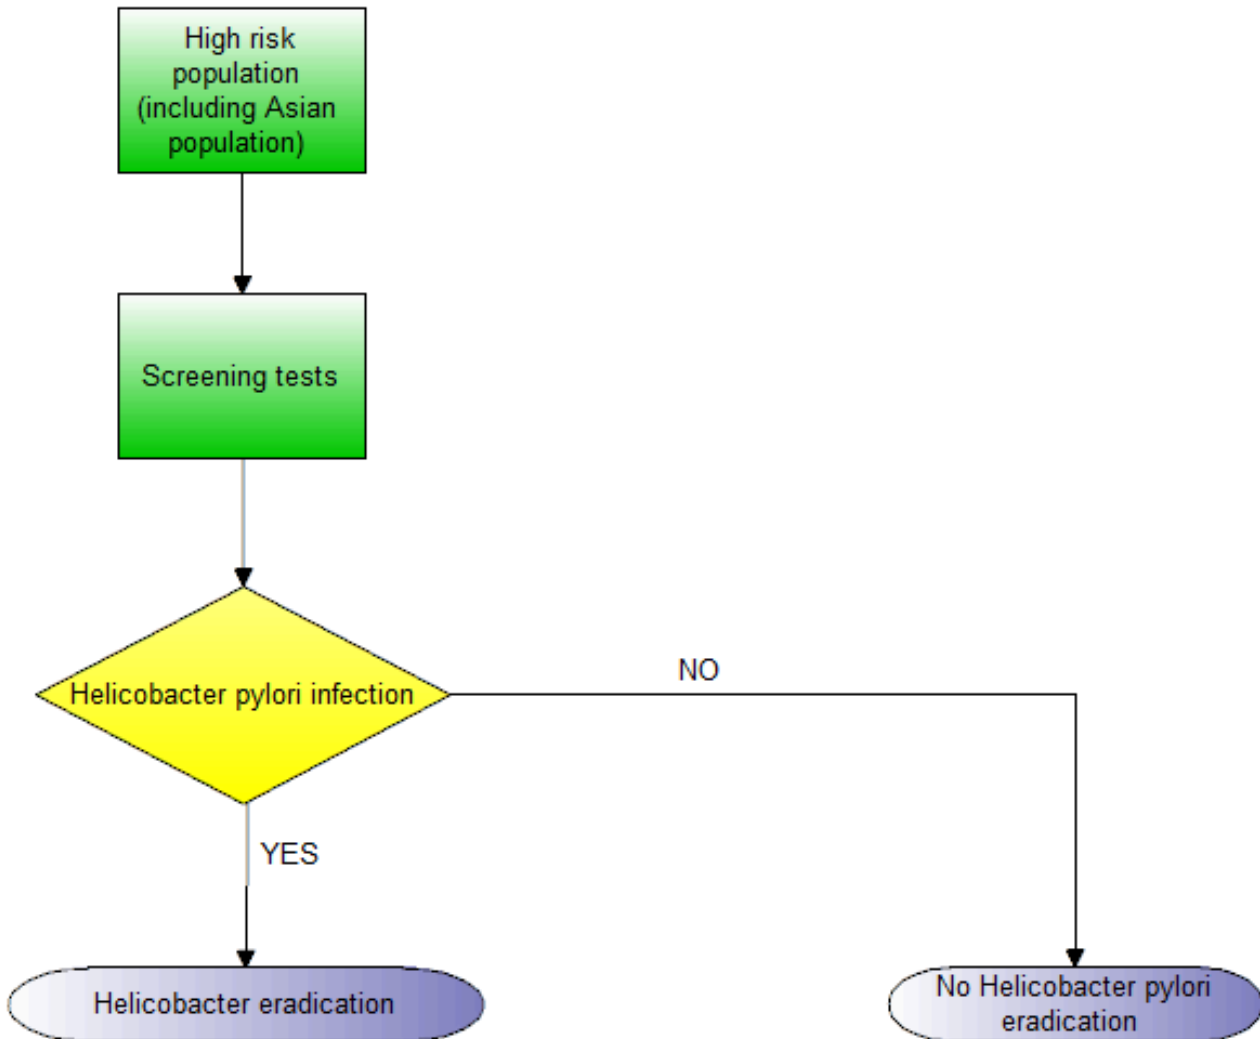 High risk
population
(including Asian
population)
Screening tests
Helicobacter pylori infection
NO
YES
Helicobacter eradication
No Helicobacter pylori
eradication